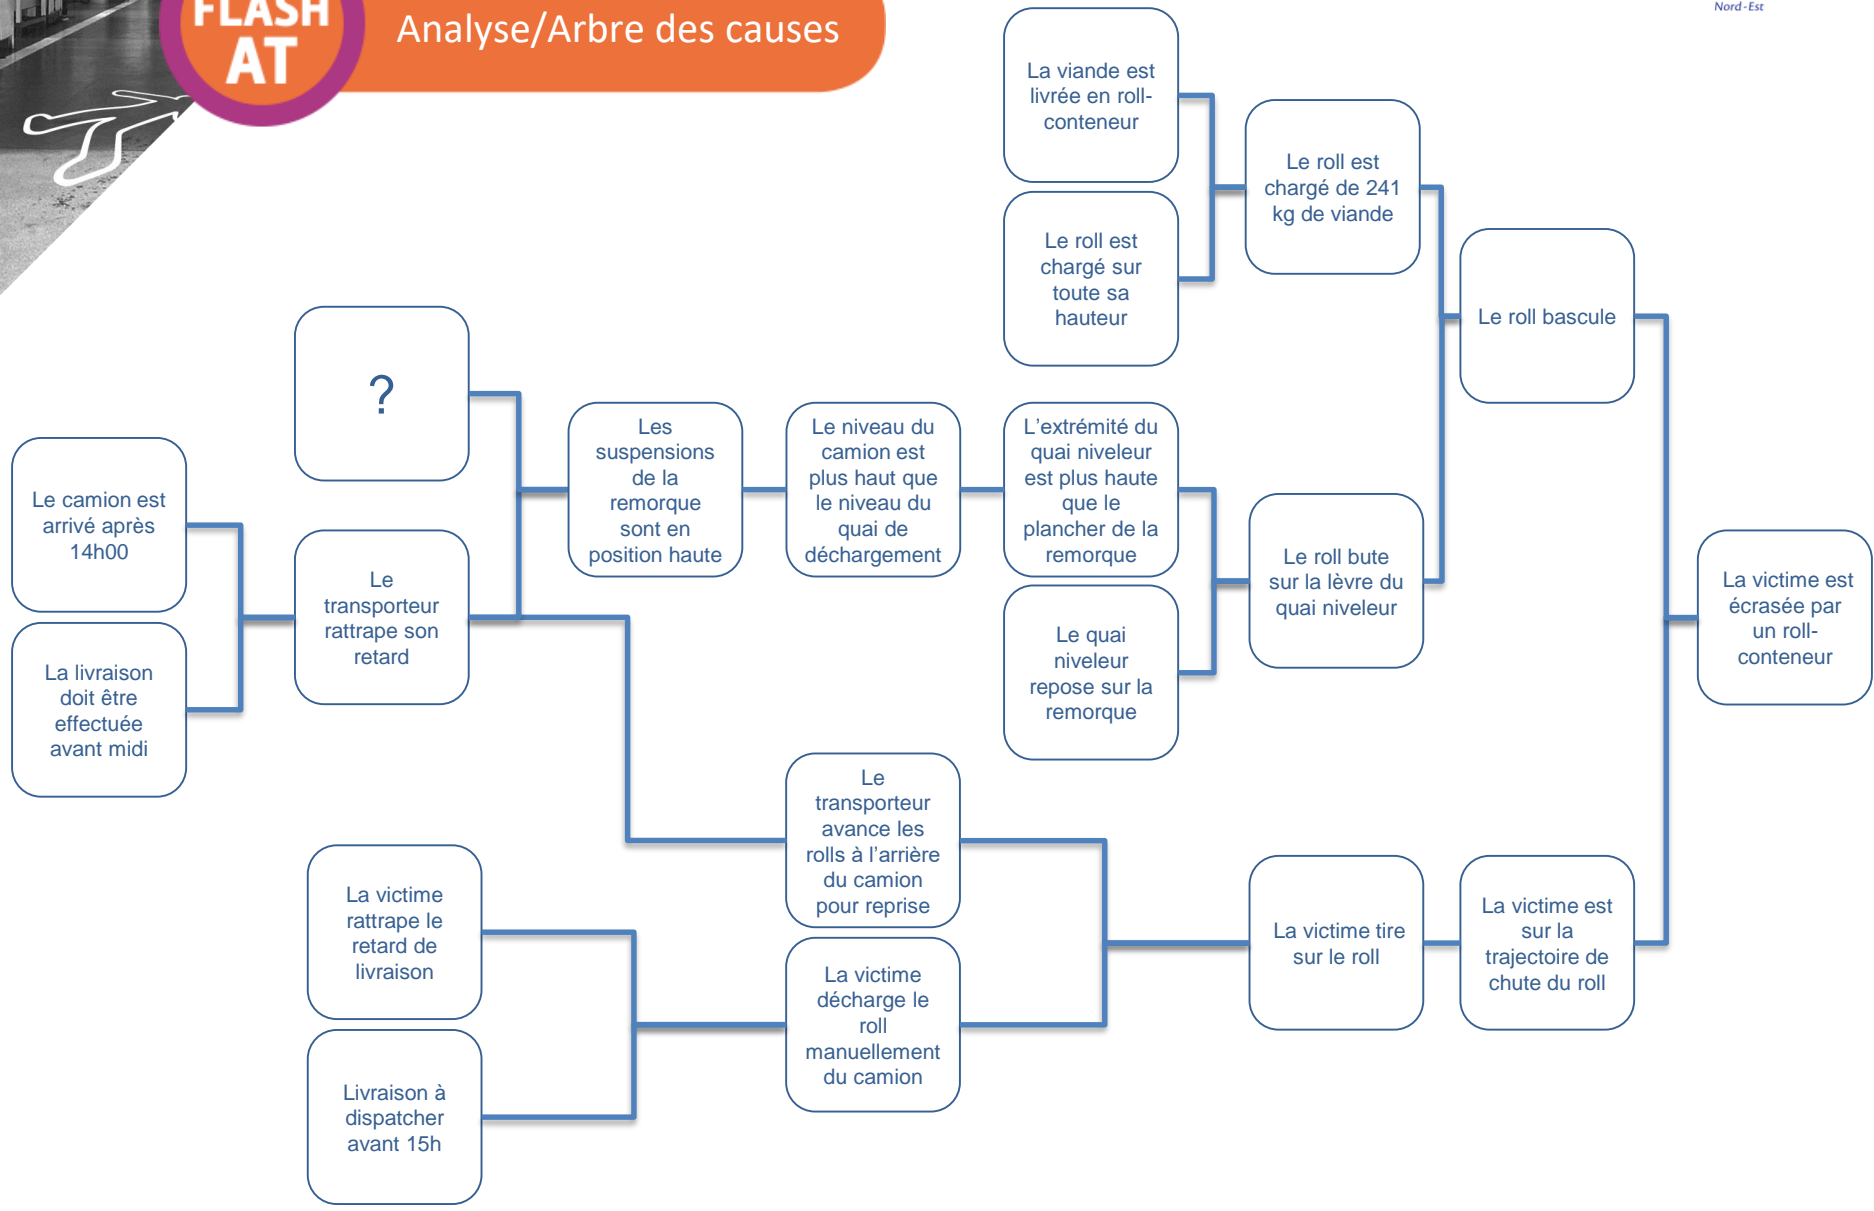 FLASH
AT
Analyse/Arbre des causes
Nord-Est
La viande est
livrée en roll-
conteneur
Le roll est
chargé sur
toute sa
hauteur
Le roll est
chargé de 241
kg de viande
Le roll bascule
?
Les
suspensions
de la
remorque
sont en
position haute
Le niveau du
camion est
plus haut que
le niveau du
quai de
déchargement
L'extrémité du
quai niveleur
est plus haute
que le
plancher de la
remorque
Le camion est
arrivé après
14h00
La livraison
doit être
effectuée
avant midi
Le
transporteur
rattrape son
retard
Le quai
niveleur
repose sur la
remorque
Le roll bute
sur la lèvre du
quai niveleur
La victime est
écrasée par
un roll-
conteneur
Le
transporteur
avance les
rolls à l'arrière
du camion
pour reprise
La victime
rattrape le
retard de
livraison
Livraison à
dispatcher
avant 15h
La victime
décharge le
roll
manuellement
du camion
La victime tire
sur le roll
La victime est
sur la
trajectoire de
chute du roll